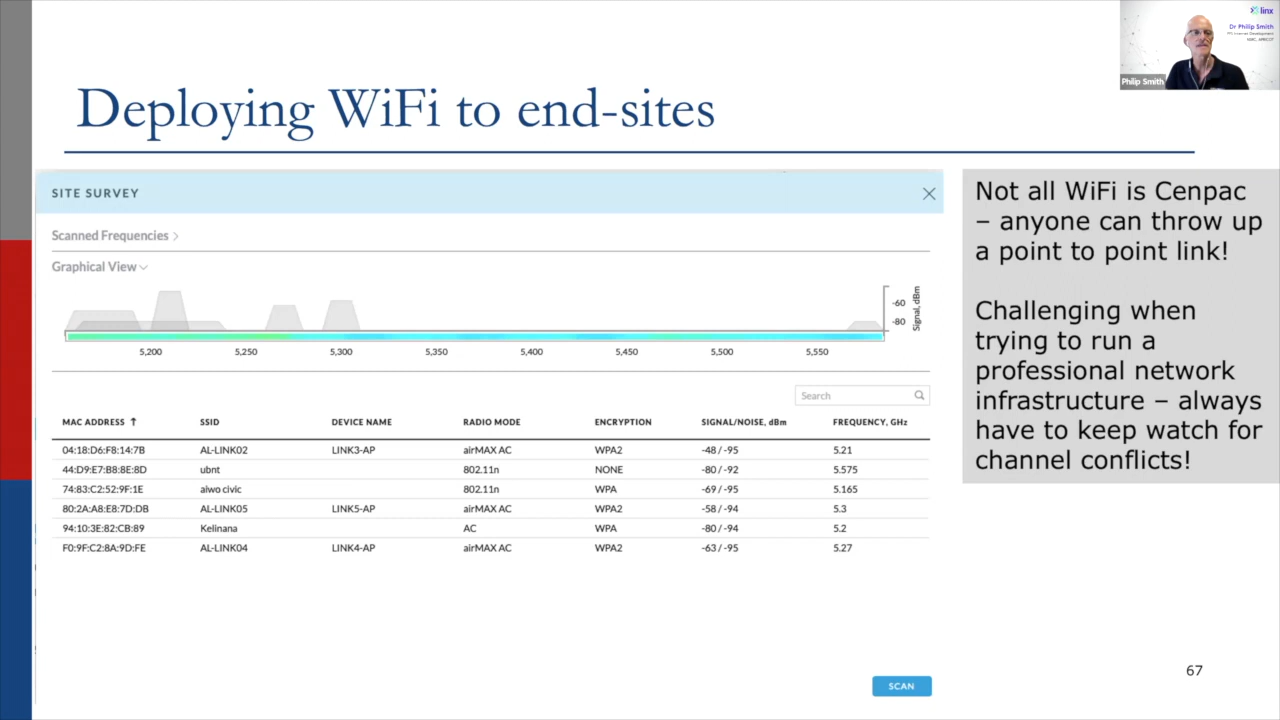 linx
Dr Philip Smith
Philip Smith
Deploying WiFi to end-sites
SITE SURVEY
Scanned Frequencies
Graphical View
-60
-80
Signal, dBm
5,200 5,250 5,300 5,350 5,400 5,450 5,500 5,550
Search
MAC ADDRESS ↑ SSID DEVICE NAME RADIO MODE ENCRYPTION SIGNAL/NOISE, dBm FREQUENCY, GHz
04:18:D6:F8:14:7B AL-LINK02 LINK3-AP airMAX AC WPA2 -48 / -95 5.21
44:D9:E7:B8:8E:8D ubnt 802.11n NONE -80 / -92 5.575
74:83:C2:52:9F:1E aiwo civic 802.11n WPA -69 / -95 5.165
80:2A:A8:E8:7D:DB AL-LINK05 LINK5-AP airMAX AC WPA2 -58 / -94 5.3
94:10:3E:82:CB:89 Kelinana AC WPA -80 / -94 5.2
F0:9F:C2:8A:9D:FE AL-LINK04 LINK4-AP airMAX AC WPA2 -63 / -95 5.27
SCAN
Not all WiFi is Cenpac
– anyone can throw up
a point to point link!
Challenging when
trying to run a
professional network
infrastructure – always
have to keep watch for
channel conflicts!
67